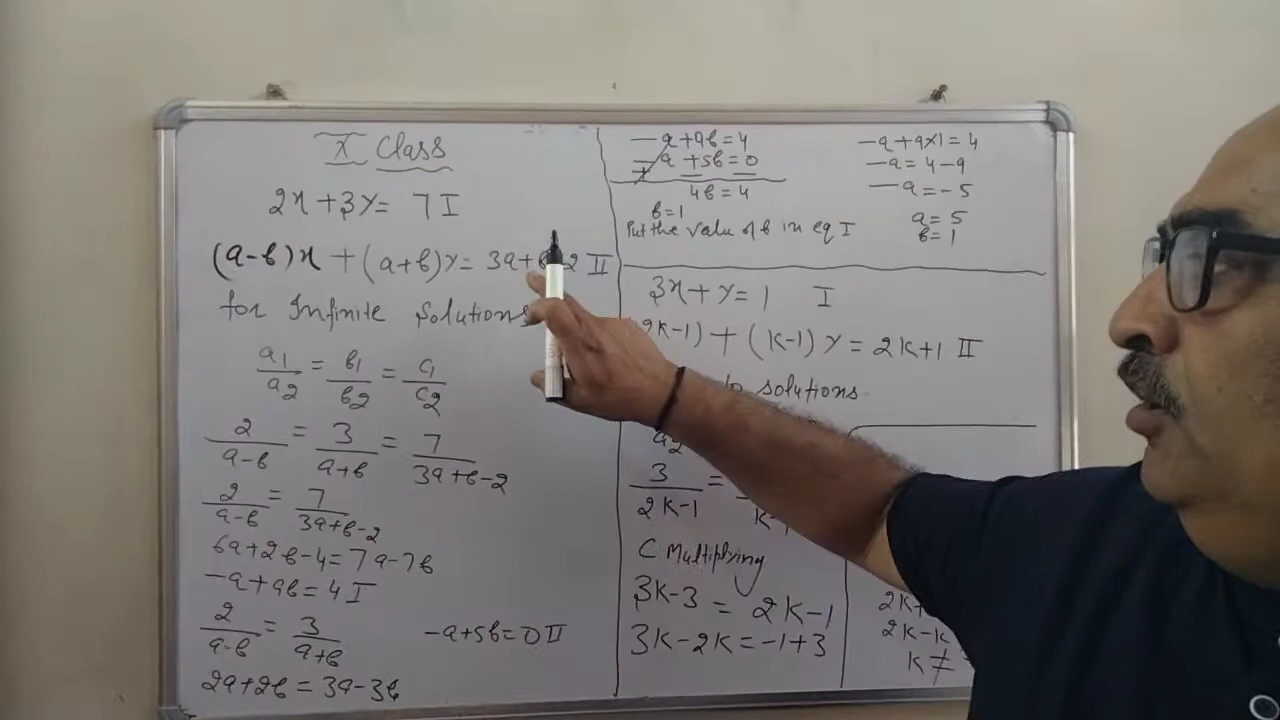 X Class
2x+3y= 7 I
(a-b)x +(a+b)y= 3a+b-2 II
for Infinite Solutions
a1/a2 = b1/b2 = c1/c2
2/a-b = 3/a+b = 7/3a+b-2
2/a-b = 7/3a+b-2
6a+2b-4=7a-7b
-a+9b=4 I
2/a-b = 3/a+b
2a+2b = 3a-3b
-a+5b=0 II
-a+9b=4
-a +5b=0
4b=4
b=1
Put the value of b in eq I
-a+9x1=4
-a=4-9
-a=-5
a=5
b=1
3x+y=1 I
2k-1)+(k-1)y=2k+1 II
solutions
a2
3/2k-1 =
C Multiplying
3k-3 = 2k-1
3k-2k=-1+3
2k+
2k-k
k≠